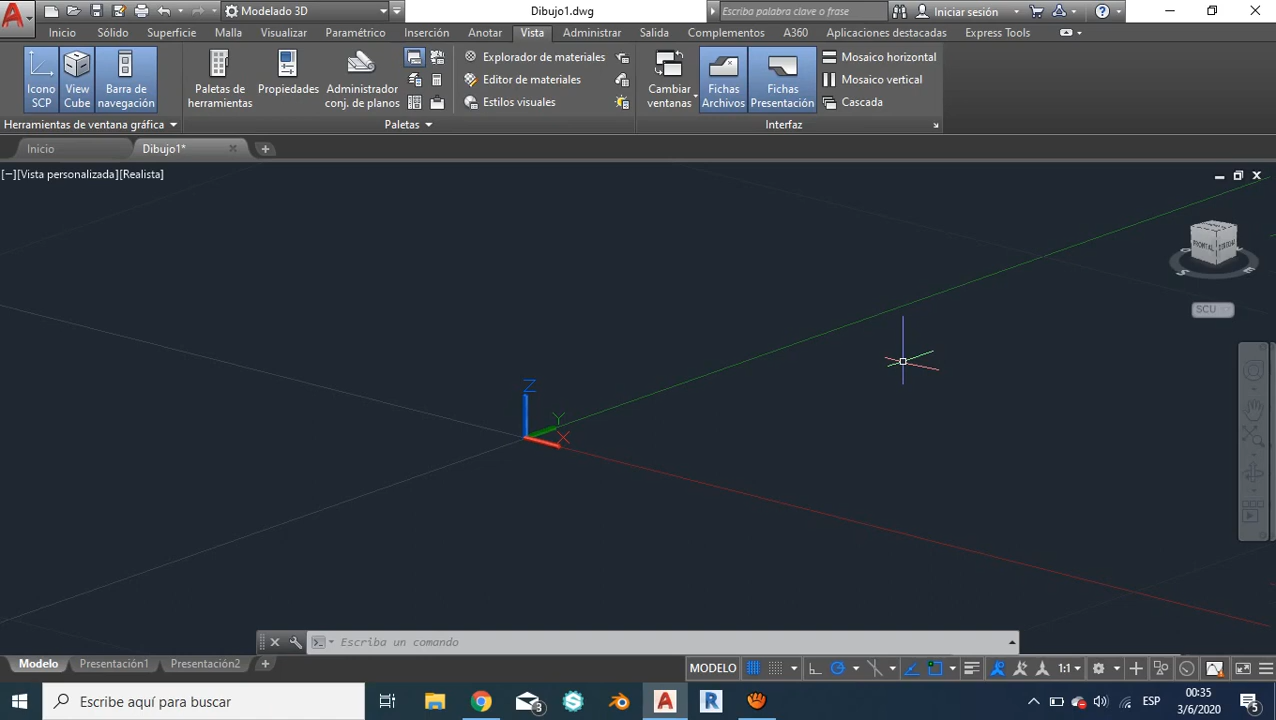 Modelado 3D
Dibujo1.dwg
Escriba palabra clave o frase
Iniciar sesión
Inicio Sólido Superficie Malla Visualizar Paramétrico Inserción Anotar Vista Administrar Salida Complementos A360 Aplicaciones destacadas Express Tools
Icono SCP
View Cube
Barra de navegación
Paletas de herramientas
Propiedades
Administrador conj. de planos
Explorador de materiales
Editor de materiales
Estilos visuales
Cambiar ventanas
Fichas Archivos
Fichas Presentación
Mosaico horizontal
Mosaico vertical
Cascada
Herramientas de ventana gráfica
Paletas
Interfaz
Inicio
Dibujo1*
[−][Vista personalizada][Realista]
FRONTAL
S
E
SCU
Z
Y
X
Escriba un comando
Modelo Presentación1 Presentación2
MODELO
1:1
Escribe aquí para buscar
3
ESP
00:35
3/6/2020
5